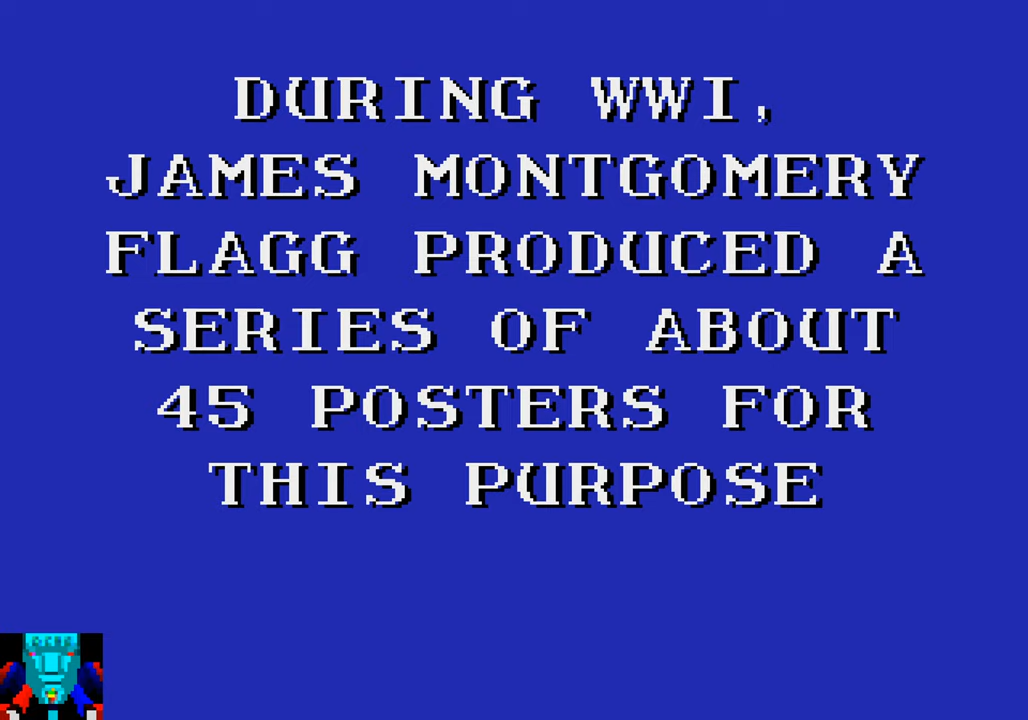 DURING WWI,
JAMES MONTGOMERY
FLAGG PRODUCED A
SERIES OF ABOUT
45 POSTERS FOR
THIS PURPOSE